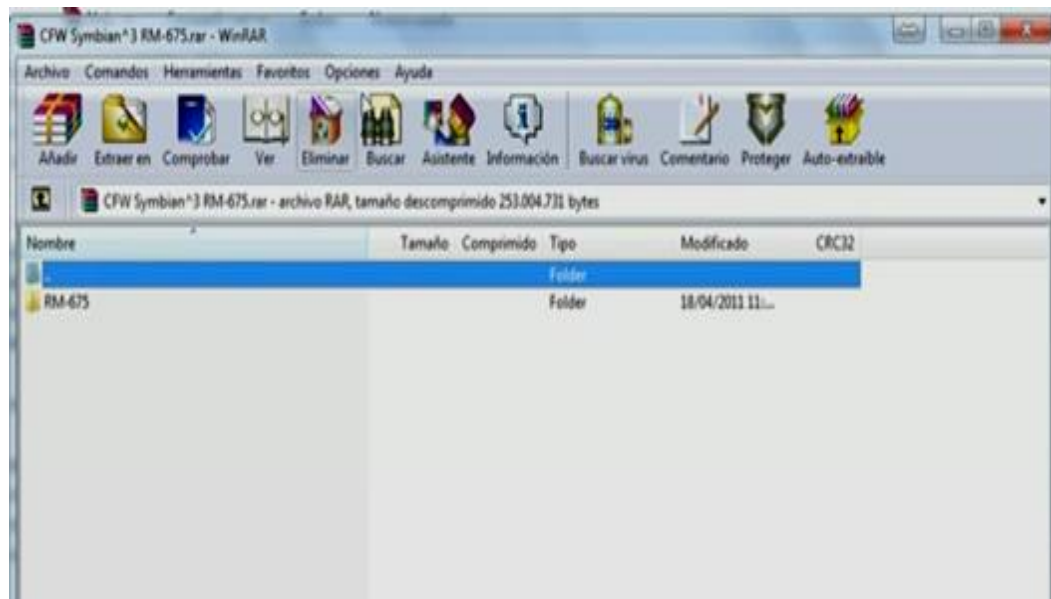 CFW Symbian^3 RM-675.rar - WinRAR
Archivo Comandos Herramientas Favoritos Opciones Ayuda
Añadir Extraer en Comprobar Ver Eliminar Buscar Asistente Información Buscar virus Comentario Proteger Auto-extraible
CFW Symbian^3 RM-675.rar - archivo RAR, tamaño descomprimido 253.004.731 bytes
Nombre Tamaño Comprimido Tipo Modificado CRC32
.. Folder
RM-675 Folder 18/04/2011 11:...